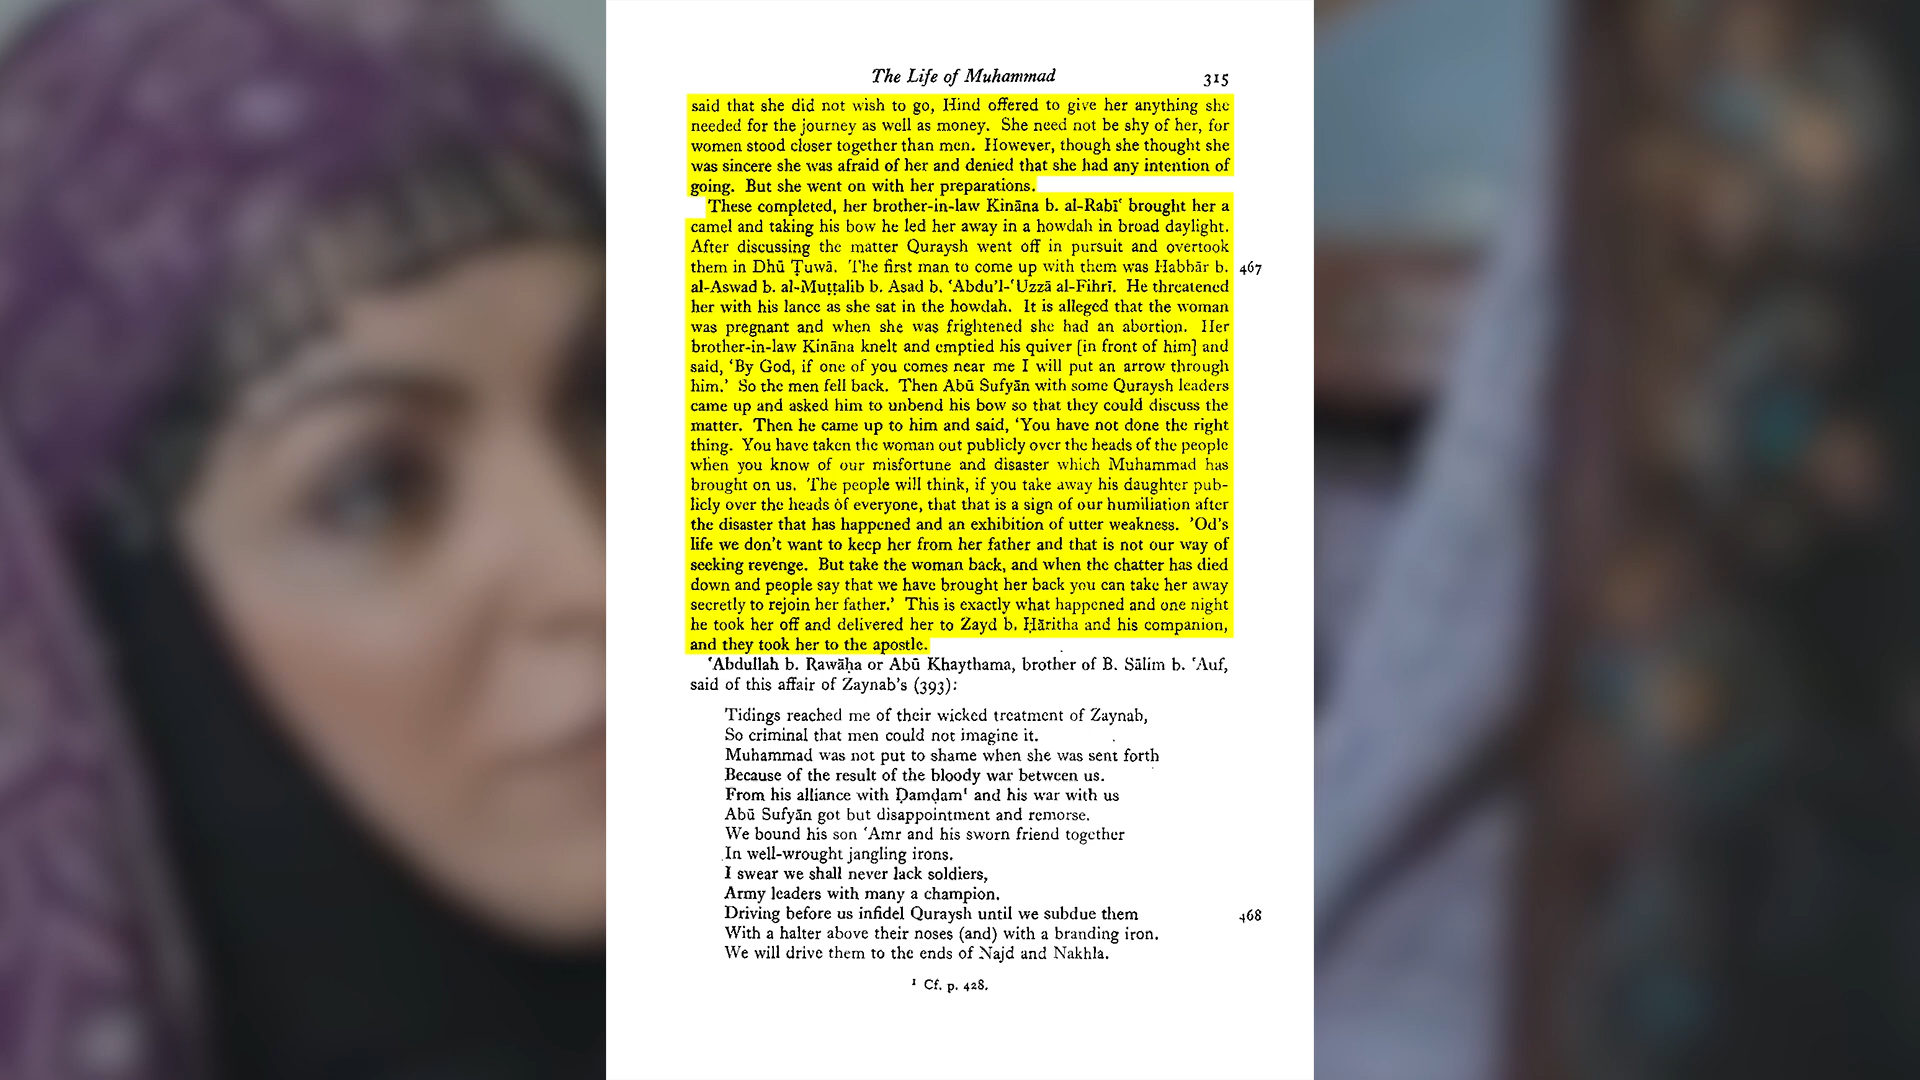 The Life of Muhammad 315
said that she did not wish to go, Hind offered to give her anything she
needed for the journey as well as money. She need not be shy of her, for
women stood closer together than men. However, though she thought she
was sincere she was afraid of her and denied that she had any intention of
going. But she went on with her preparations.
These completed, her brother-in-law Kināna b. al-Rabīʿ brought her a
camel and taking his bow he led her away in a howdah in broad daylight.
After discussing the matter Quraysh went off in pursuit and overtook
them in Dhū Ṭuwā. The first man to come up with them was Habbār b. 467
al-Aswad b. al-Muṭṭalib b. Asad b. ʿAbdu'l-ʿUzzā al-Fihrī. He threatened
her with his lance as she sat in the howdah. It is alleged that the woman
was pregnant and when she was frightened she had an abortion. Her
brother-in-law Kināna knelt and emptied his quiver [in front of him] and
said, 'By God, if one of you comes near me I will put an arrow through
him.' So the men fell back. Then Abū Sufyān with some Quraysh leaders
came up and asked him to unbend his bow so that they could discuss the
matter. Then he came up to him and said, 'You have not done the right
thing. You have taken the woman out publicly over the heads of the people
when you know of our misfortune and disaster which Muhammad has
brought on us. The people will think, if you take away his daughter pub-
licly over the heads of everyone, that that is a sign of our humiliation after
the disaster that has happened and an exhibition of utter weakness. 'Od's
life we don't want to keep her from her father and that is not our way of
seeking revenge. But take the woman back, and when the chatter has died
down and people say that we have brought her back you can take her away
secretly to rejoin her father.' This is exactly what happened and one night
he took her off and delivered her to Zayd b. Ḥāritha and his companion,
and they took her to the apostle.
ʿAbdullah b. Rawāḥa or Abū Khaythama, brother of B. Sālim b. ʿAuf,
said of this affair of Zaynab's (393):
Tidings reached me of their wicked treatment of Zaynab,
So criminal that men could not imagine it.
Muhammad was not put to shame when she was sent forth
Because of the result of the bloody war between us.
From his alliance with Ḍamḍam¹ and his war with us
Abū Sufyān got but disappointment and remorse.
We bound his son ʿAmr and his sworn friend together
In well-wrought jangling irons.
I swear we shall never lack soldiers,
Army leaders with many a champion.
Driving before us infidel Quraysh until we subdue them 468
With a halter above their noses (and) with a branding iron.
We will drive them to the ends of Najd and Nakhla.
¹ Cf. p. 428.